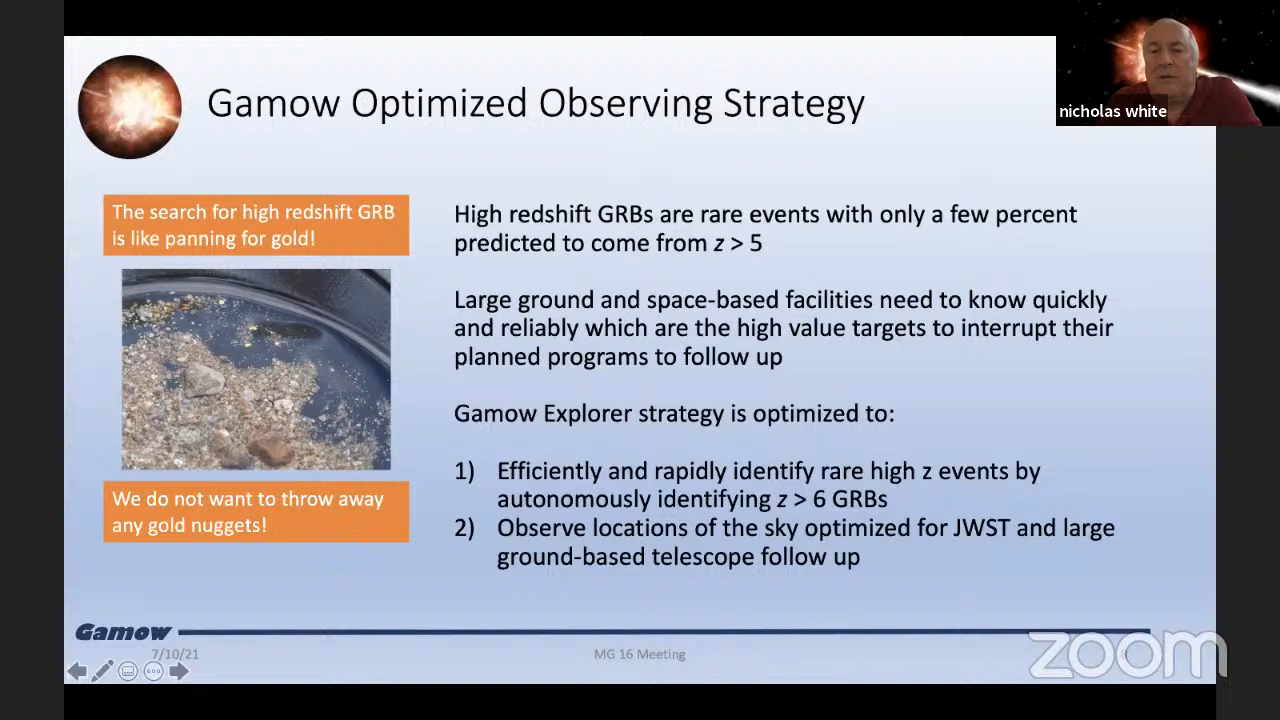 Gamow Optimized Observing Strategy
nicholas white
The search for high redshift GRB
is like panning for gold!
We do not want to throw away
any gold nuggets!
High redshift GRBs are rare events with only a few percent
predicted to come from z > 5
Large ground and space-based facilities need to know quickly
and reliably which are the high value targets to interrupt their
planned programs to follow up
Gamow Explorer strategy is optimized to:
1) Efficiently and rapidly identify rare high z events by
autonomously identifying z > 6 GRBs
2) Observe locations of the sky optimized for JWST and large
ground-based telescope follow up
Gamow
7/10/21
MG 16 Meeting
zoom